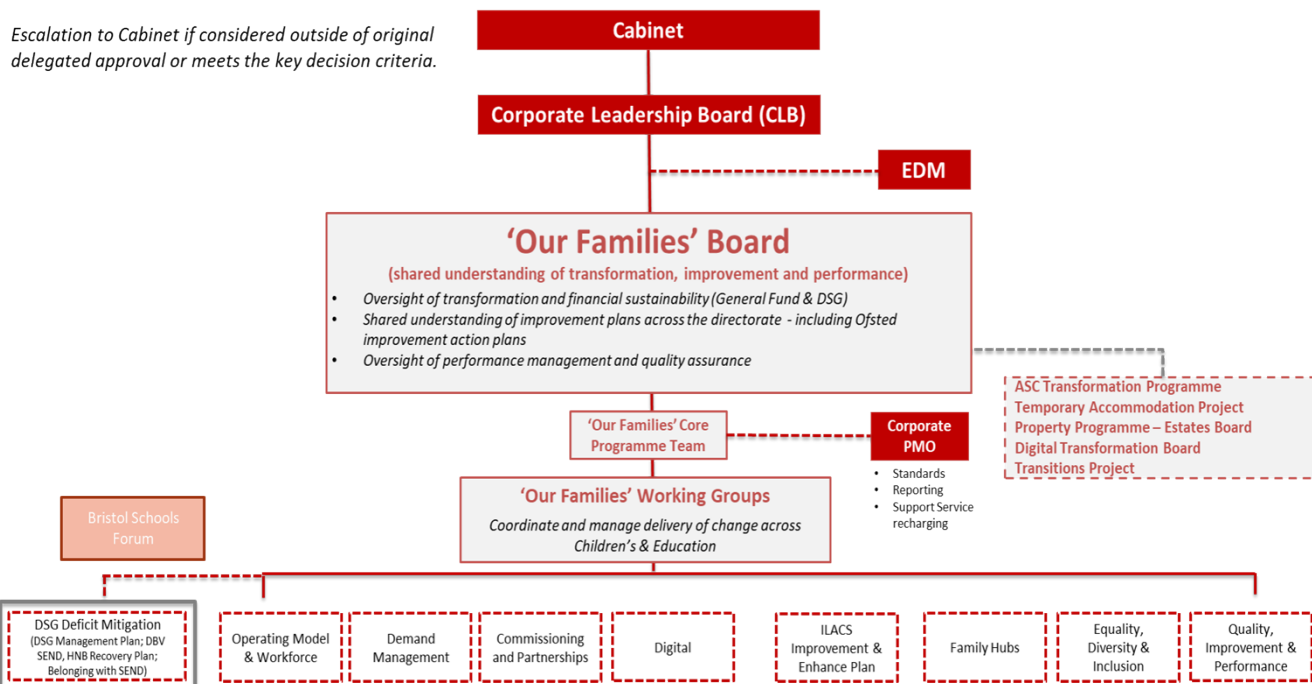 Escalation to Cabinet if considered outside of original
delegated approval or meets the key decision criteria.
Cabinet
Corporate Leadership Board (CLB)
EDM
‘Our Families’ Board
(shared understanding of transformation, improvement and performance)
• Oversight of transformation and financial sustainability (General Fund & DSG)
• Shared understanding of improvement plans across the directorate - including Ofsted
improvement action plans
• Oversight of performance management and quality assurance
ASC Transformation Programme
Temporary Accommodation Project
Property Programme – Estates Board
Digital Transformation Board
Transitions Project
‘Our Families’ Core
Programme Team
Corporate
PMO
• Standards
• Reporting
• Support Service
recharging
‘Our Families’ Working Groups
Coordinate and manage delivery of change across
Children’s & Education
Bristol Schools
Forum
DSG Deficit Mitigation
(DSG Management Plan; DBV
SEND, HNB Recovery Plan;
Belonging with SEND)
Operating Model
& Workforce
Demand
Management
Commissioning
and Partnerships
Digital
ILACS
Improvement &
Enhance Plan
Family Hubs
Equality,
Diversity &
Inclusion
Quality,
Improvement &
Performance